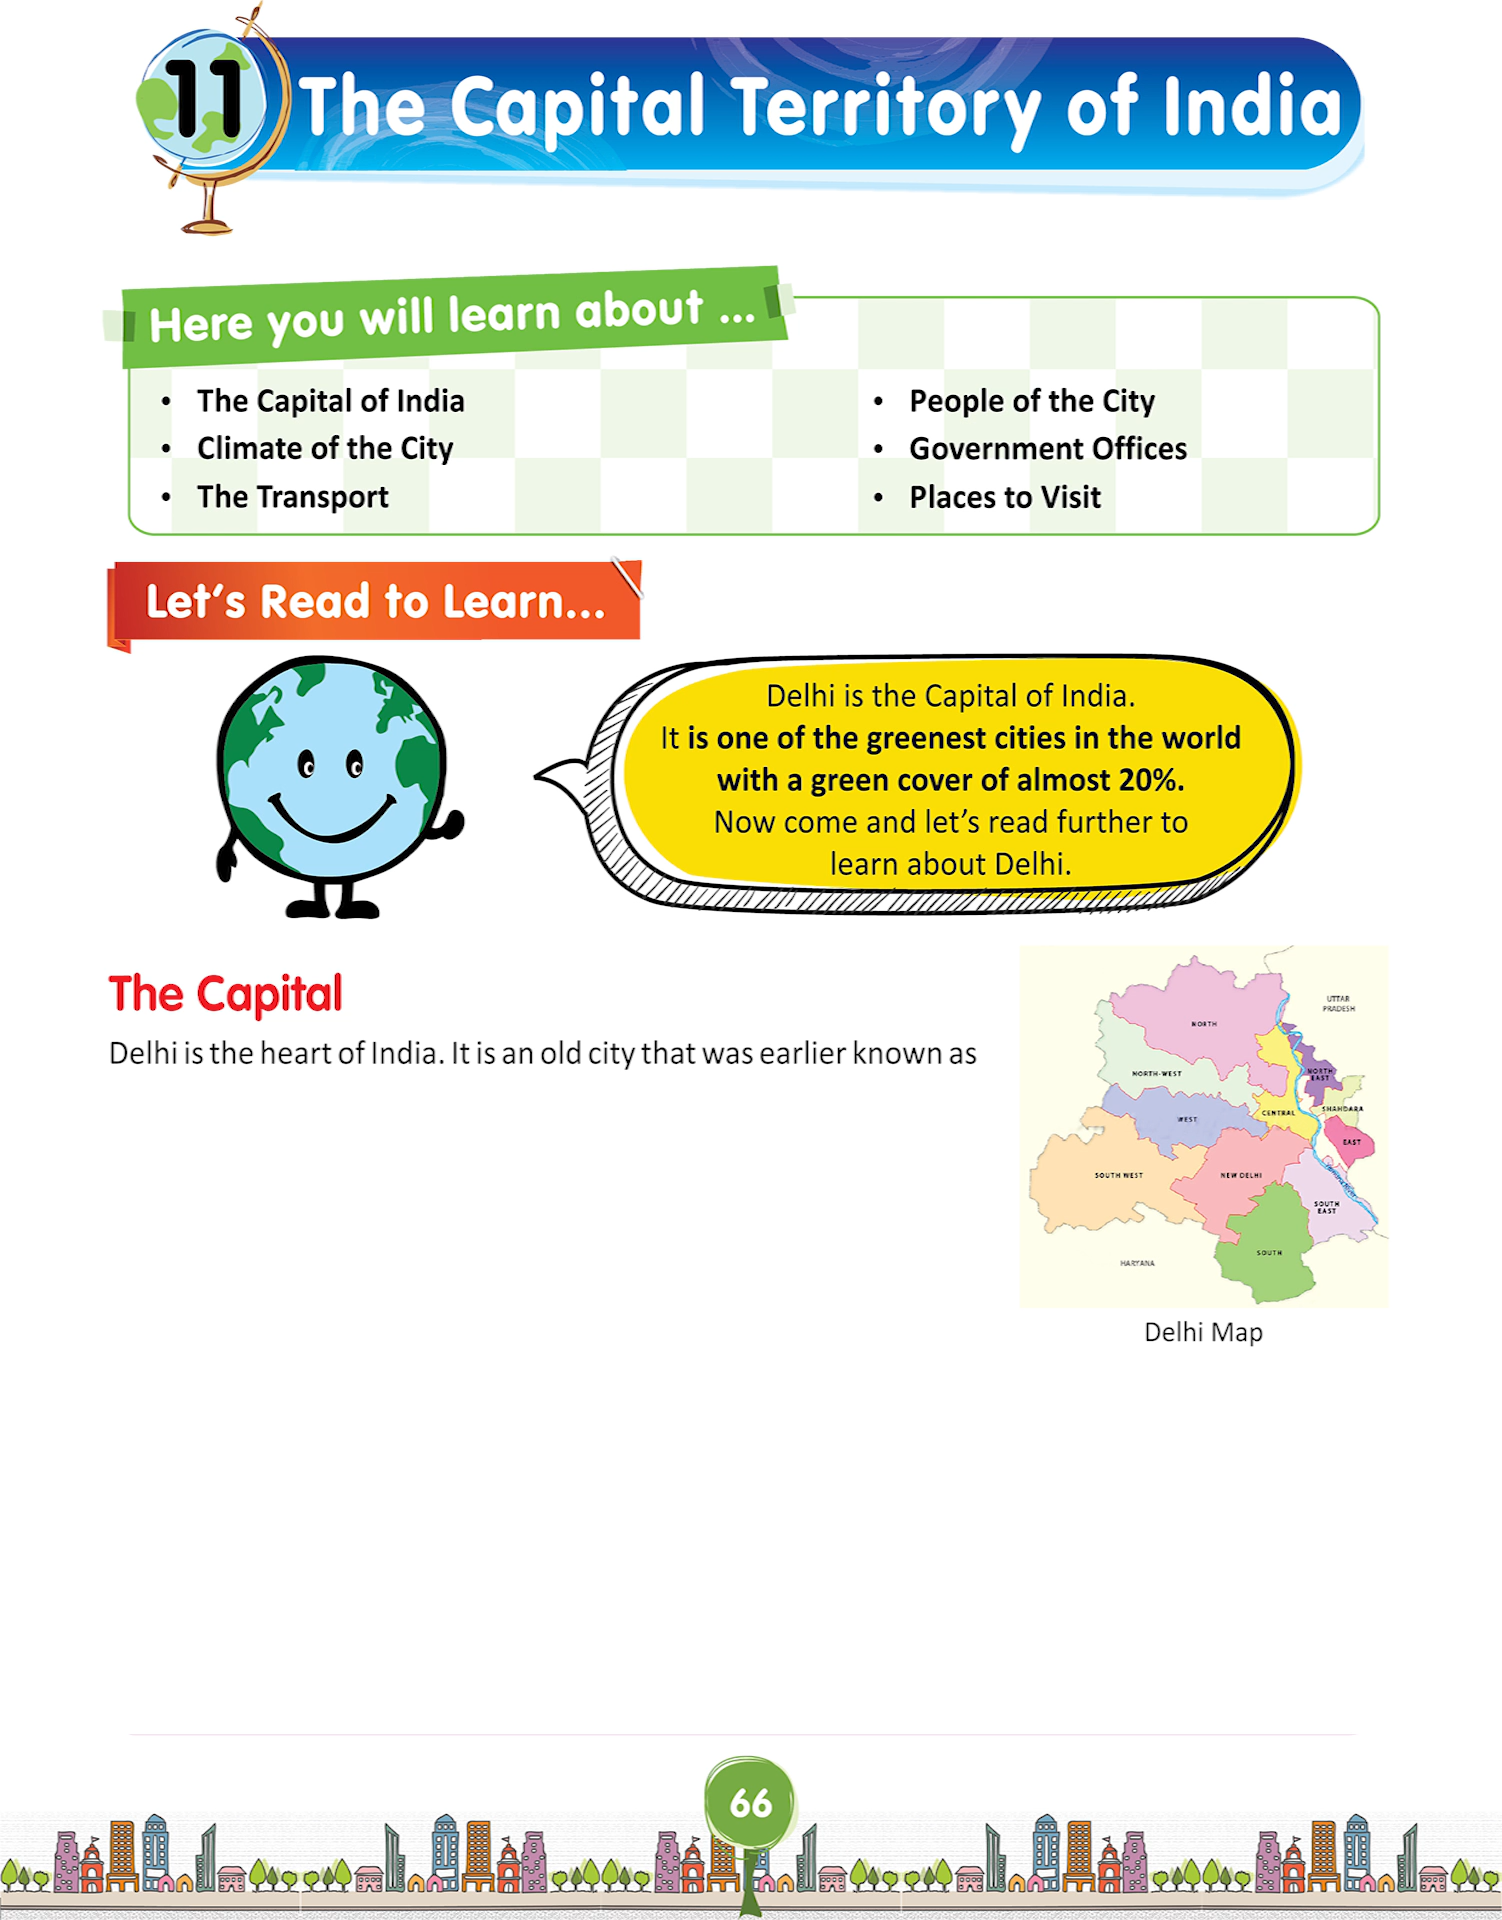 11
The Capital Territory of India
Here you will learn about ...
• The Capital of India
• Climate of the City
• The Transport
• People of the City
• Government Offices
• Places to Visit
Let's Read to Learn...
Delhi is the Capital of India.
It is one of the greenest cities in the world
with a green cover of almost 20%.
Now come and let's read further to
learn about Delhi.
The Capital
Delhi is the heart of India. It is an old city that was earlier known as
UTTAR
PRADESH
NORTH
NORTH-WEST
NORTH
EAST
CENTRAL
SHAHDARA
WEST
EAST
SOUTH WEST
NEW DELHI
SOUTH
EAST
SOUTH
HARYANA
Delhi Map
66